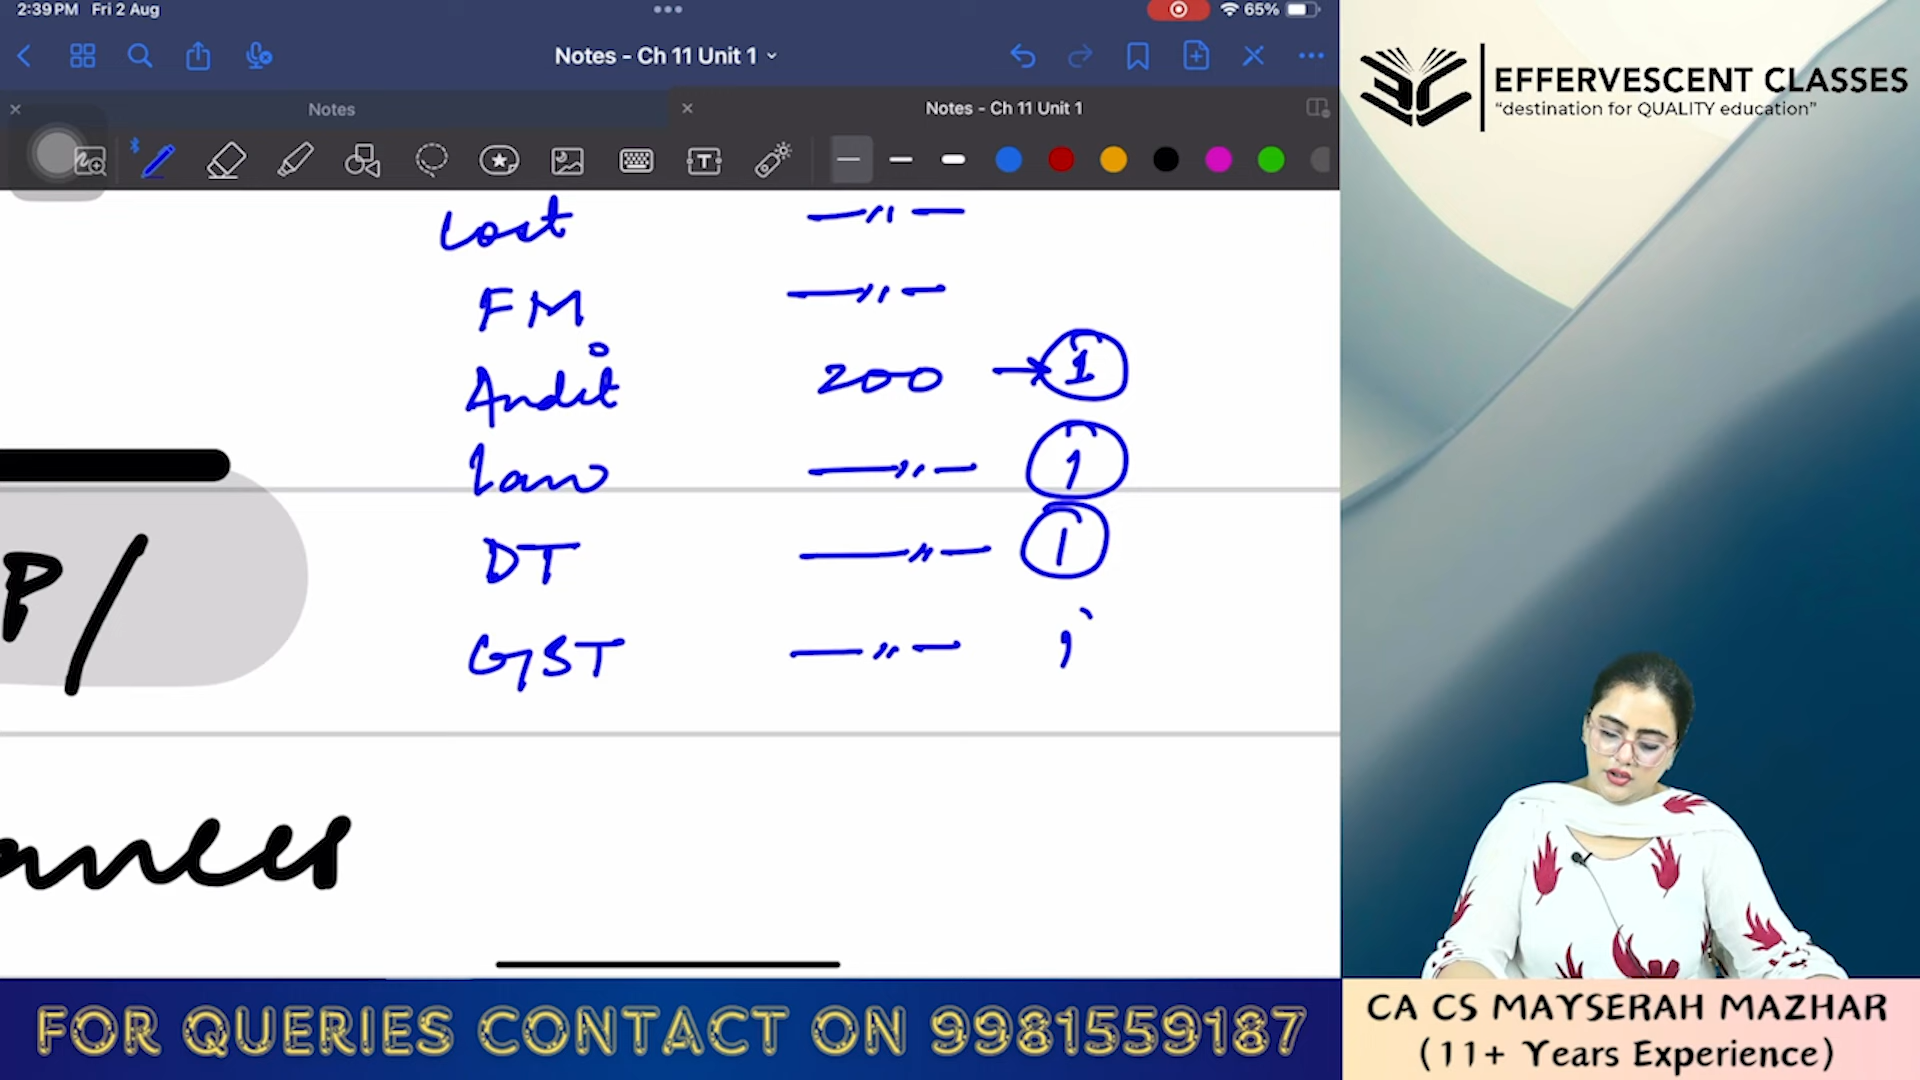 2:39 PM Fri 2 Aug
65%
Notes - Ch 11 Unit 1
Notes
Notes - Ch 11 Unit 1
T
Cost —〃—
FM —〃—
Audit 200 → 1
Law —〃— 1
DT —〃— 1
GST —〃—
P/
ances
EFFERVESCENT CLASSES
"destination for QUALITY education"
FOR QUERIES CONTACT ON 9981559187
CA CS MAYSERAH MAZHAR
(11+ Years Experience)